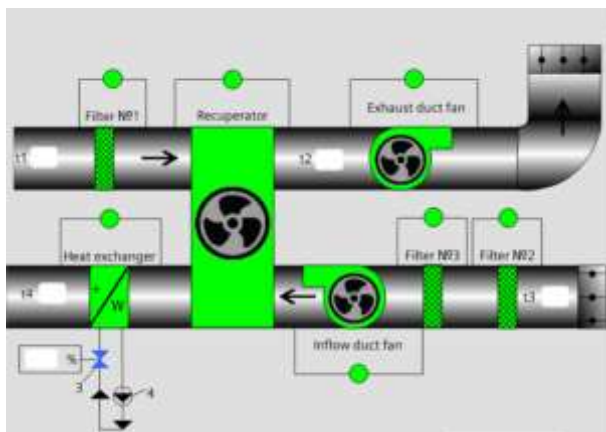 Filter №1
Recuperator
Exhaust duct fan
t1
t2
Heat exchanger
Filter №3
Filter №2
t4
+
W
t3
Inflow duct fan
%
3
4